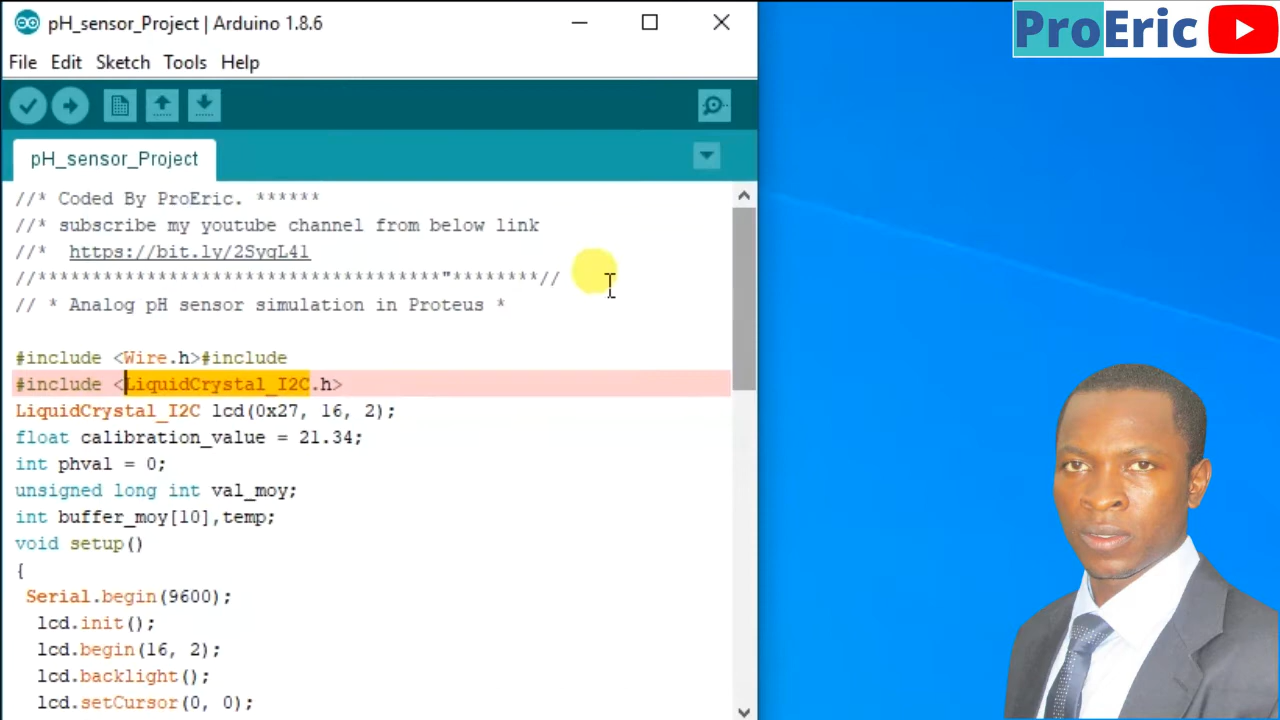 pH_sensor_Project | Arduino 1.8.6
ProEric
File Edit Sketch Tools Help
pH_sensor_Project
//* Coded By ProEric. ******
//* subscribe my youtube channel from below link
//* https://bit.ly/2SyqL4l
//*************************************"********//
// * Analog pH sensor simulation in Proteus *
#include <Wire.h>#include
#include <LiquidCrystal_I2C.h>
LiquidCrystal_I2C lcd(0x27, 16, 2);
float calibration_value = 21.34;
int phval = 0;
unsigned long int val_moy;
int buffer_moy[10],temp;
void setup()
{
Serial.begin(9600);
lcd.init();
lcd.begin(16, 2);
lcd.backlight();
lcd.setCursor(0, 0);